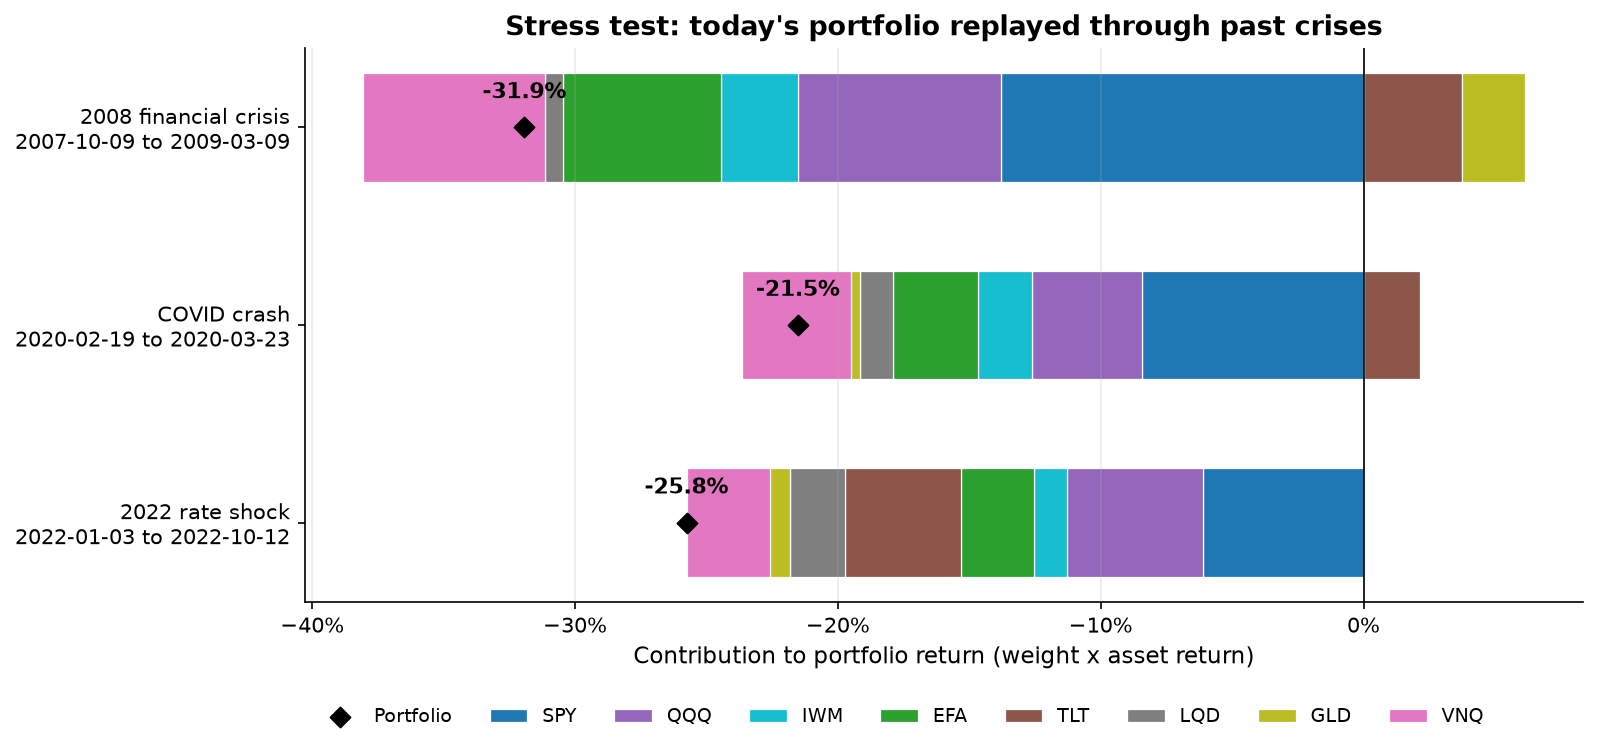 Stress test: today's portfolio replayed through past crises
2008 financial crisis
2007-10-09 to 2009-03-09
-31.9%
COVID crash
2020-02-19 to 2020-03-23
-21.5%
2022 rate shock
2022-01-03 to 2022-10-12
-25.8%
−40% −30% −20% −10% 0%
Contribution to portfolio return (weight x asset return)
Portfolio SPY QQQ IWM EFA TLT LQD GLD VNQ